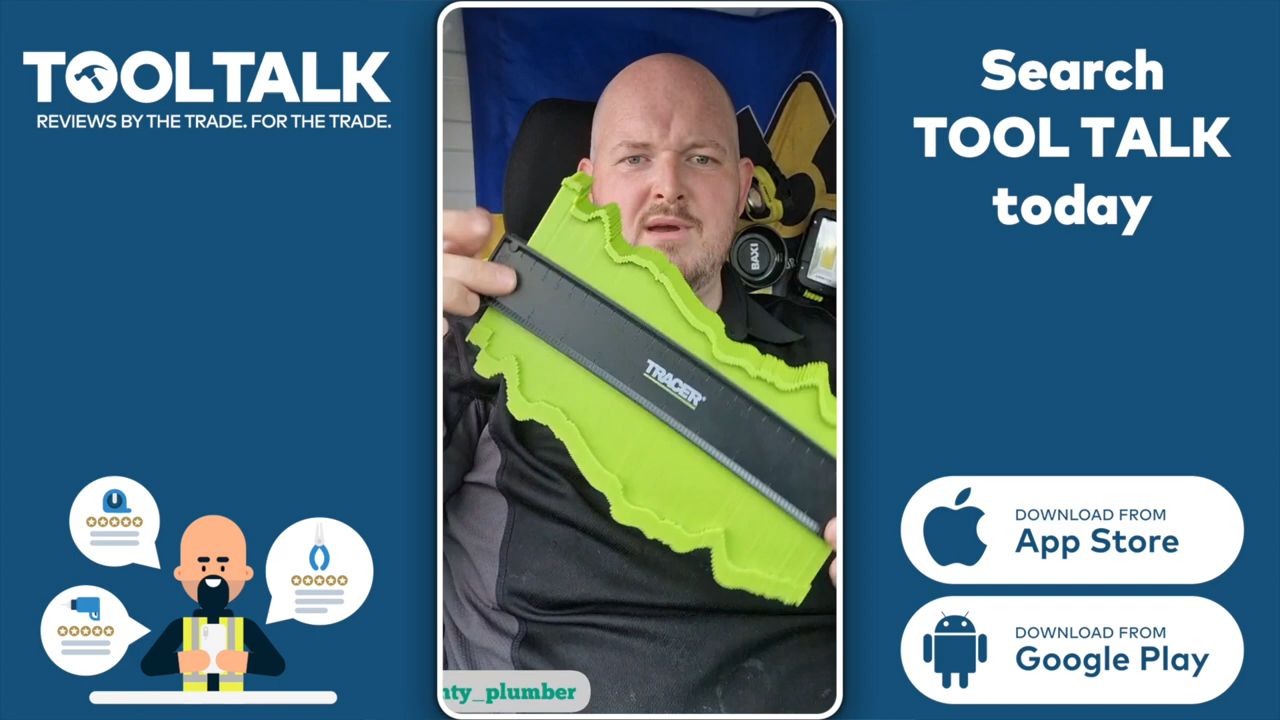 TOOLTALK
REVIEWS BY THE TRADE. FOR THE TRADE.
Search
TOOL TALK
today
BAXI
TRACER
nty_plumber
DOWNLOAD FROM
App Store
DOWNLOAD FROM
Google Play